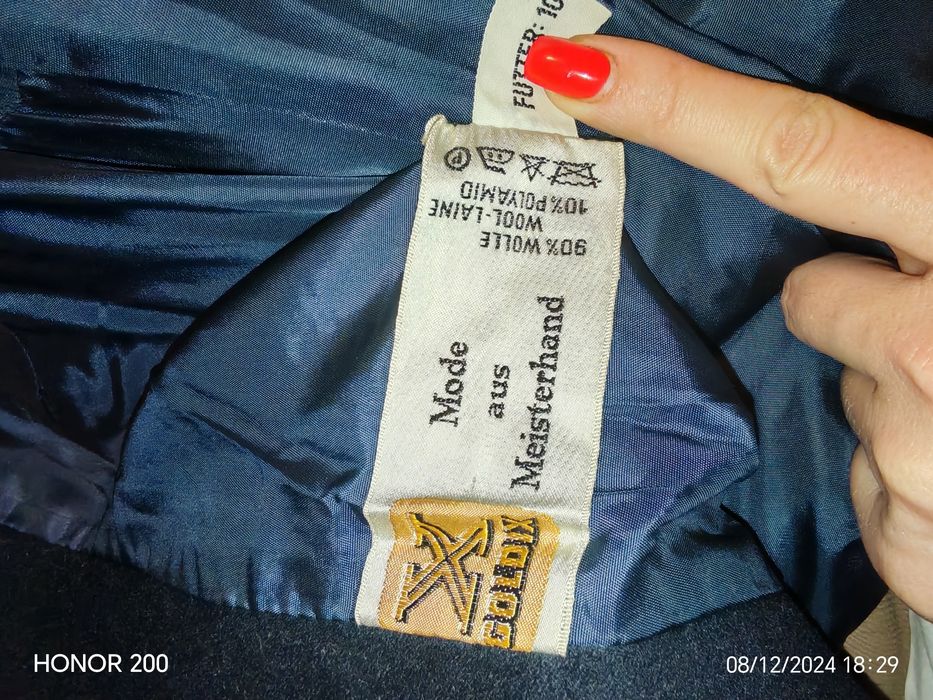 FUTTER: 10
90% WOLLE
WOOL-LAINE
10% POLYAMID
Mode
aus
Meisterhand
GOLDIX
HONOR 200
08/12/2024 18:29